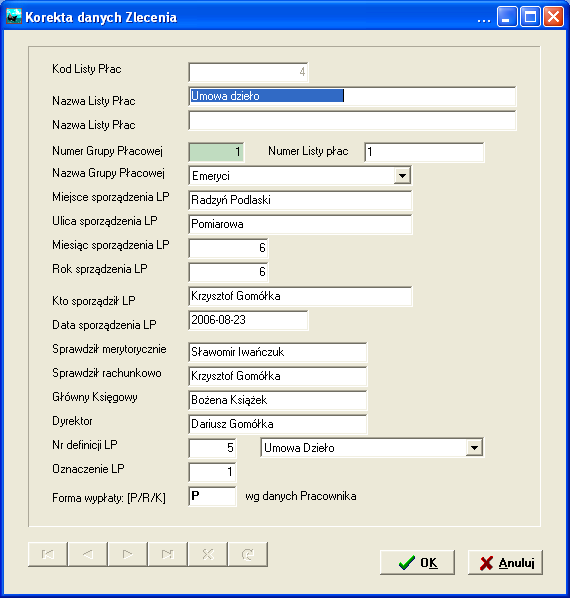 Korekta danych Zlecenia
...
Kod Listy Płac 4
Nazwa Listy Płac Umowa dzieło
Nazwa Listy Płac
Numer Grupy Płacowej 1 Numer Listy płac 1
Nazwa Grupy Płacowej Emeryci
Miejsce sporządzenia LP Radzyń Podlaski
Ulica sporządzenia LP Pomiarowa
Miesiąc sporządzenia LP 6
Rok sprządzenia LP 6
Kto sporządził LP Krzysztof Gomółka
Data sporządzenia LP 2006-08-23
Sprawdził merytorycznie Sławomir Iwańczuk
Sprawdził rachunkowo Krzysztof Gomółka
Główny Księgowy Bożena Książek
Dyrektor Dariusz Gomółka
Nr definicji LP 5 Umowa Dzieło
Oznaczenie LP 1
Forma wypłaty: [P/R/K] P wg danych Pracownika
OK Anuluj